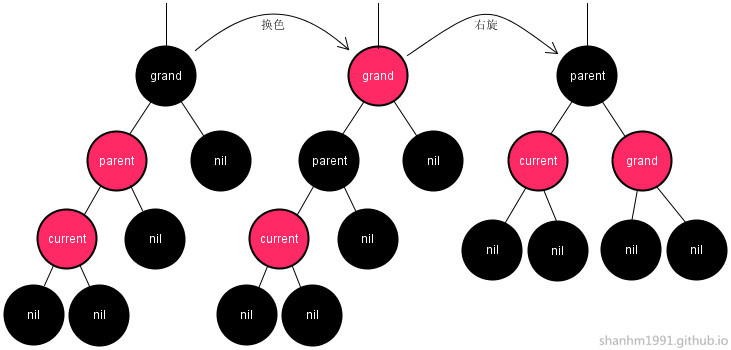 换色
右旋
grand
grand
parent
parent
nil
parent
nil
current
grand
current
nil
current
nil
nil
nil
nil
nil
nil
nil
nil
nil
shanhm1991.github.io